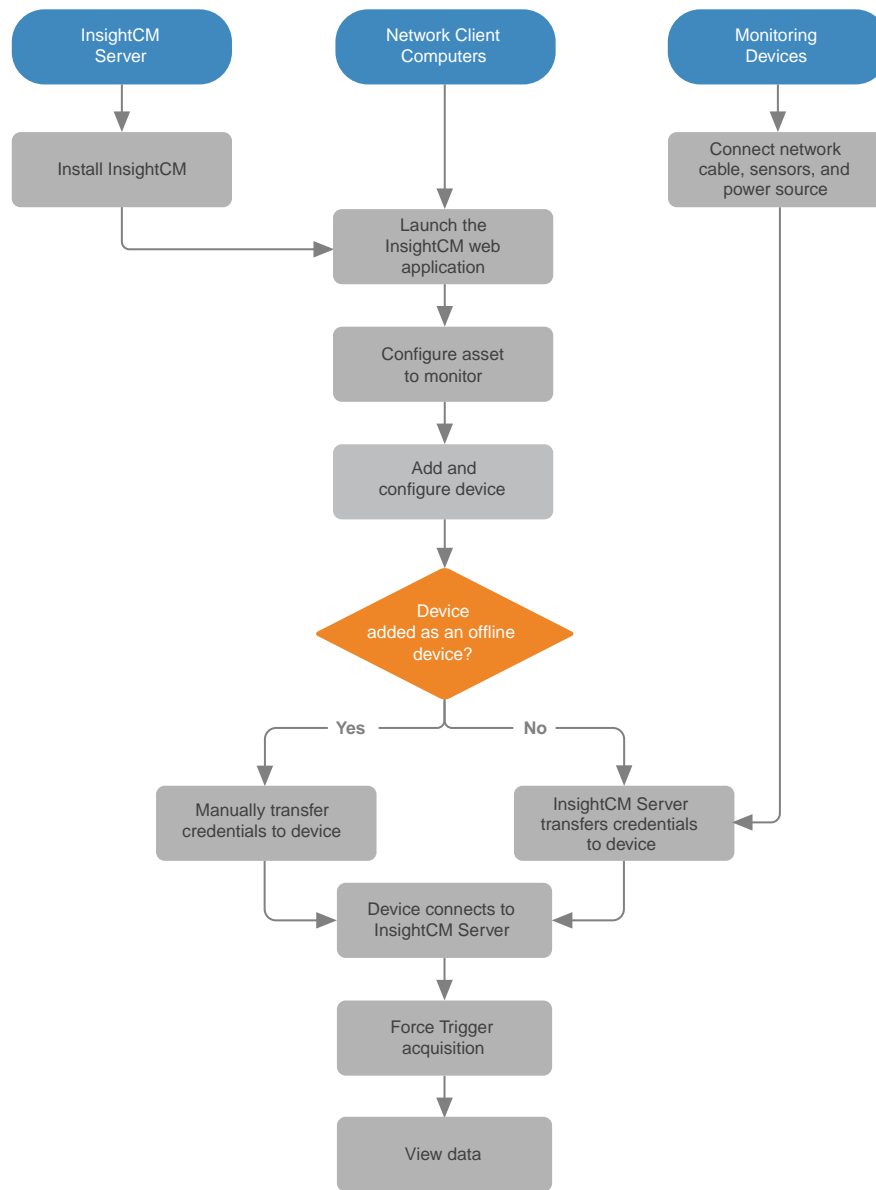 InsightCM
Server
Network Client
Computers
Monitoring
Devices
Install InsightCM
Connect network
cable, sensors, and
power source
Launch the
InsightCM web
application
Configure asset
to monitor
Add and
configure device
Device
added as an offline
device?
Yes
No
Manually transfer
credentials to device
InsightCM Server
transfers credentials
to device
Device connects to
InsightCM Server
Force Trigger
acquisition
View data